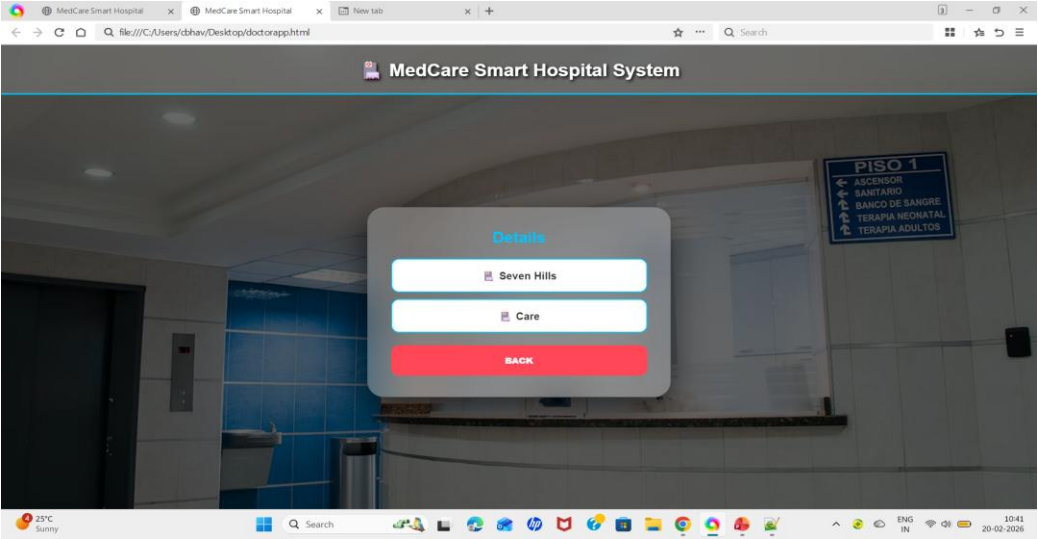 MedCare Smart Hospital
MedCare Smart Hospital
New tab
3
file:///C:/Users/cbhav/Desktop/doctorapp.html
Search
MedCare Smart Hospital System
PISO 1
ASCENSOR
SANITARIO
BANCO DE SANGRE
TERAPIA NEONATAL
TERAPIA ADULTOS
Details
Seven Hills
Care
BACK
4
25°C
Sunny
Search
ENG
IN
10:41
20-02-2026